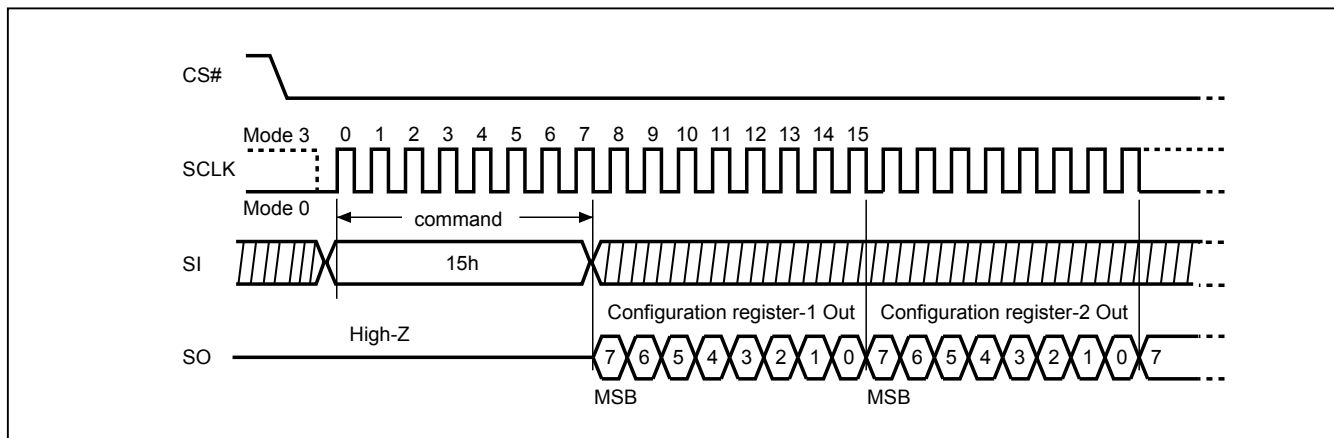 CS#
Mode 3
0 1 2 3 4 5 6 7 8 9 10 11 12 13 14 15
SCLK
Mode 0
command
SI
15h
Configuration register-1 Out
Configuration register-2 Out
High-Z
SO
7 6 5 4 3 2 1 0 7 6 5 4 3 2 1 0 7
MSB
MSB